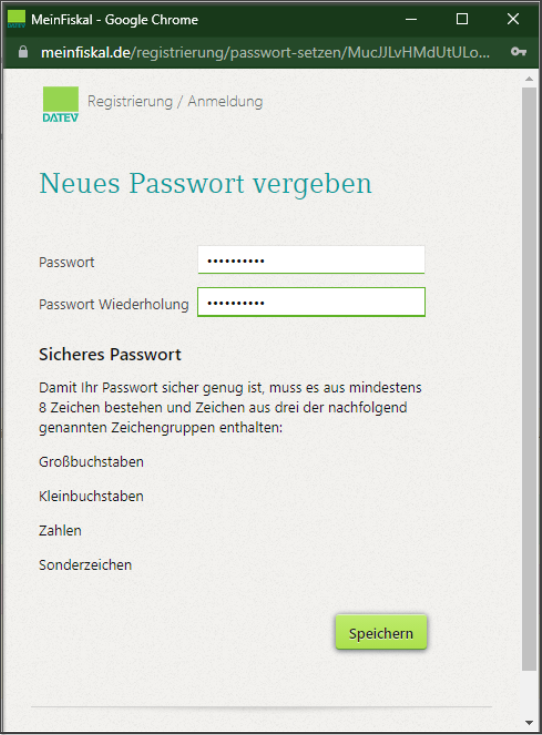 MeinFiskal - Google Chrome
meinfiskal.de/registrierung/passwort-setzen/MucJJLvHMdUtULo...
DATEV
Registrierung / Anmeldung
Neues Passwort vergeben
Passwort ••••••••••
Passwort Wiederholung ••••••••••
Sicheres Passwort
Damit Ihr Passwort sicher genug ist, muss es aus mindestens
8 Zeichen bestehen und Zeichen aus drei der nachfolgend
genannten Zeichengruppen enthalten:
Großbuchstaben
Kleinbuchstaben
Zahlen
Sonderzeichen
Speichern